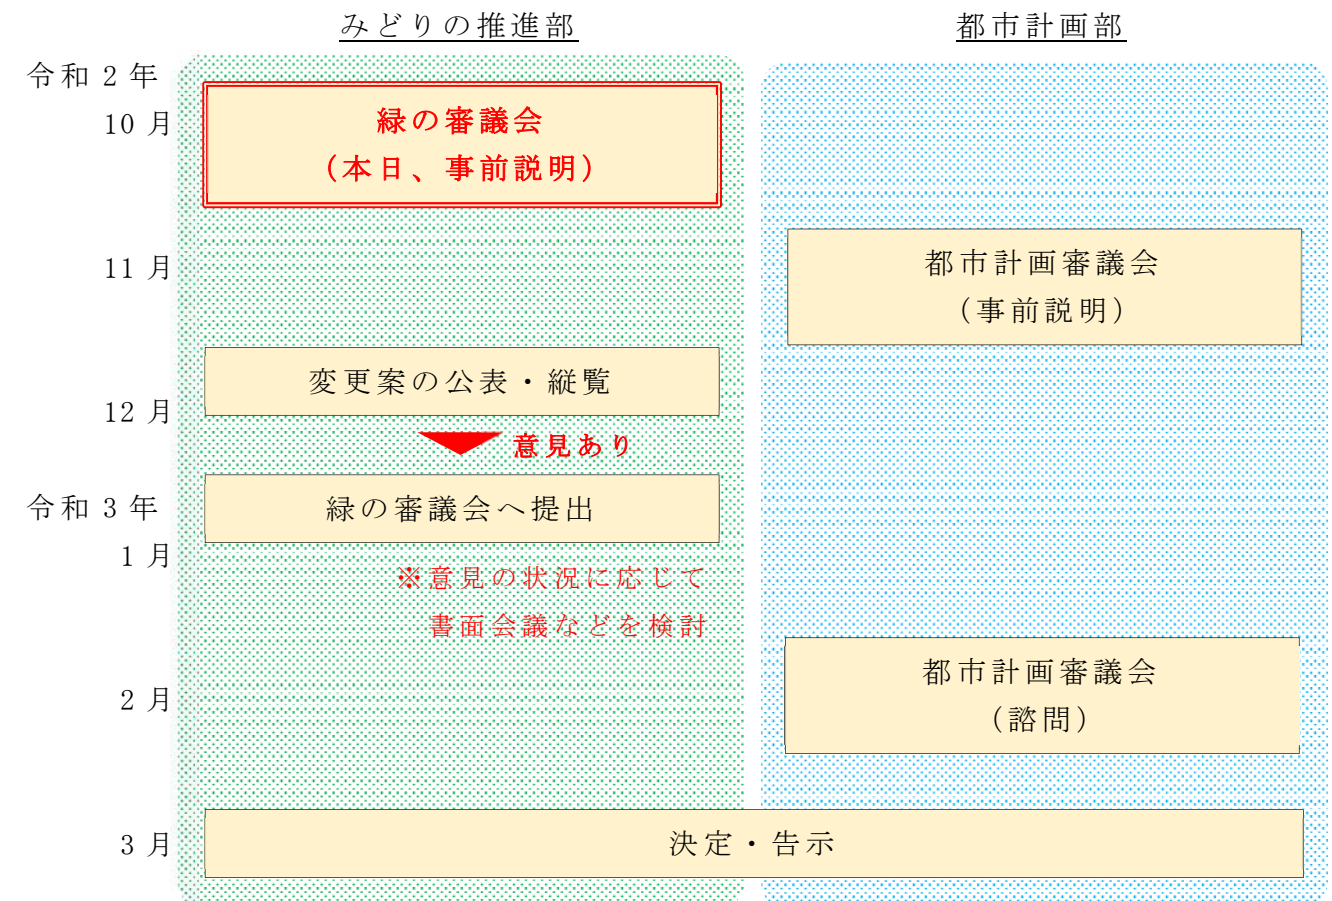 みどりの推進部
都市計画部
令和2年
10月
緑の審議会
（本日、事前説明）
11月
都市計画審議会
（事前説明）
変更案の公表・縦覧
12月
意見あり
令和3年
緑の審議会へ提出
1月
※意見の状況に応じて
書面会議などを検討
2月
都市計画審議会
（諮問）
3月
決定・告示